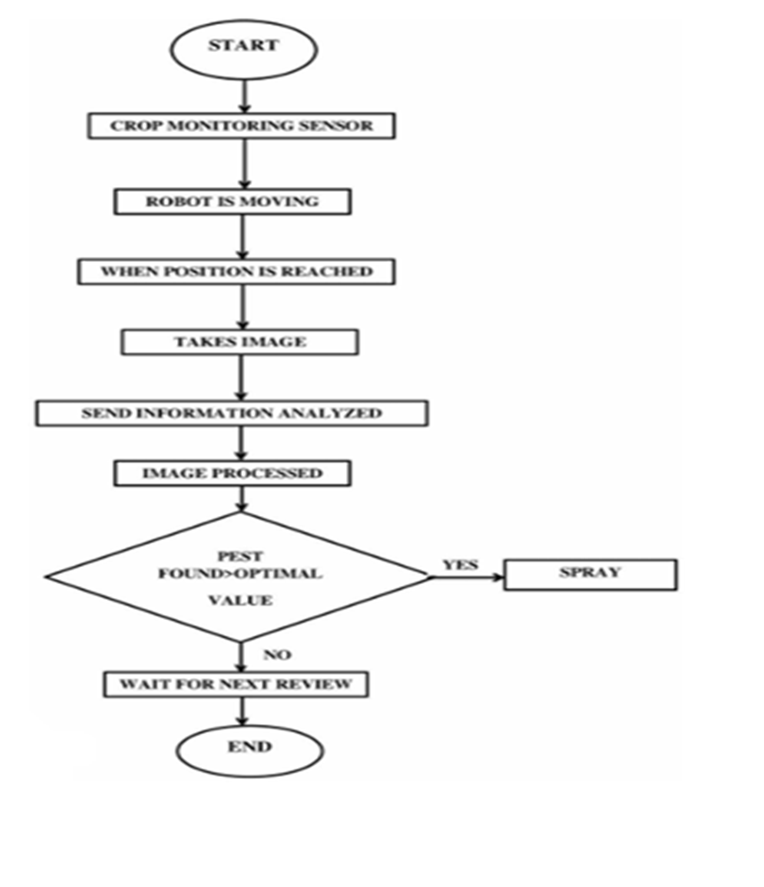 START
CROP MONITORING SENSOR
ROBOT IS MOVING
WHEN POSITION IS REACHED
TAKES IMAGE
SEND INFORMATION ANALYZED
IMAGE PROCESSED
PEST
FOUND>OPTIMAL
VALUE
YES
SPRAY
NO
WAIT FOR NEXT REVIEW
END